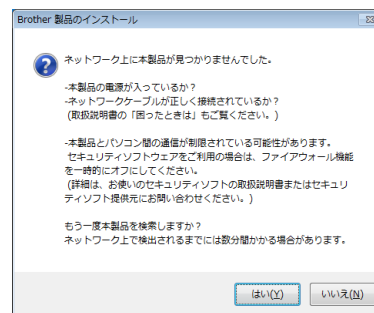 Brother 製品のインストール
ネットワーク上に本製品が見つかりませんでした。
-本製品の電源が入っているか？
-ネットワークケーブルが正しく接続されているか？
(取扱説明書の「困ったときは」もご覧ください。)
-本製品とパソコン間の通信が制限されている可能性があります。
セキュリティソフトウェアをご利用の場合は、ファイアウォール機能
を一時的にオフにしてください。
(詳細は、お使いのセキュリティソフトの取扱説明書またはセキュリ
ティソフト提供元にお問い合わせください。)
もう一度本製品を検索しますか？
ネットワーク上で検出されるまでには数分間かかる場合があります。
はい(Y)
いいえ(N)